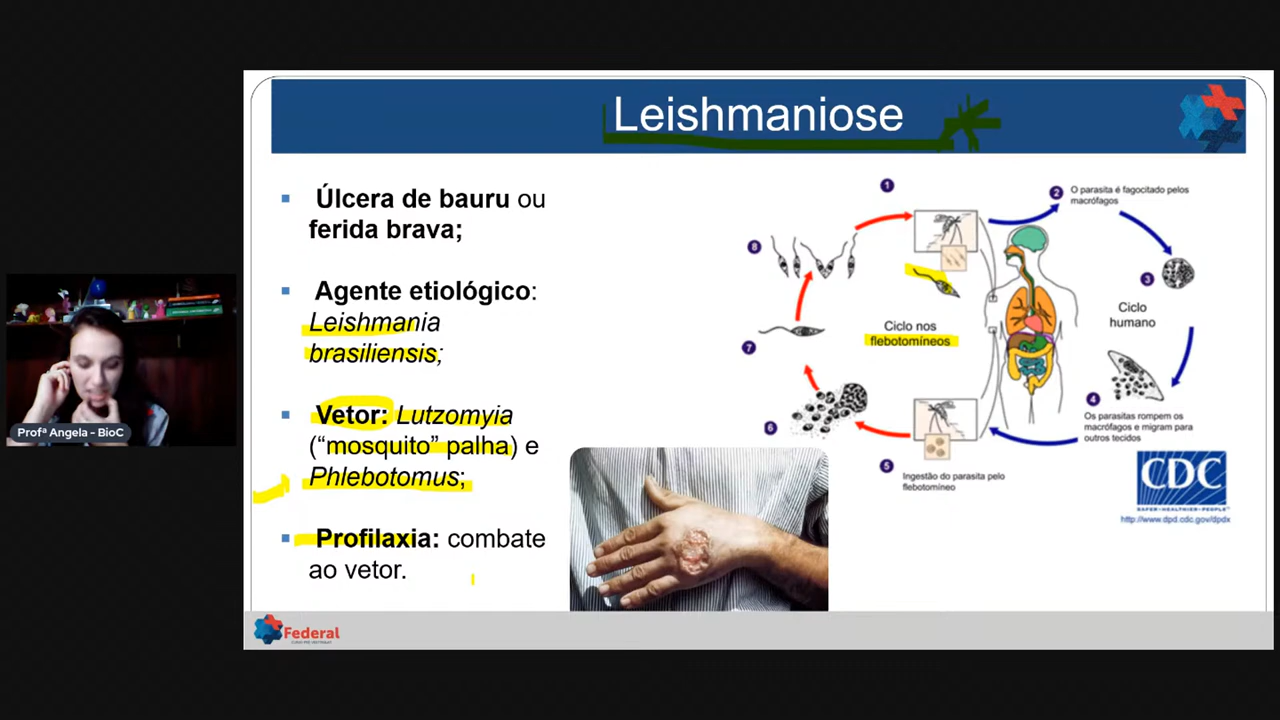 Leishmaniose
Úlcera de bauru ou
ferida brava;
Agente etiológico:
Leishmania
brasiliensis;
Vetor: Lutzomyia
(“mosquito” palha) e
Phlebotomus;
Profilaxia: combate
ao vetor.
1
2
O parasita é fagocitado pelos
macrófagos
3
Ciclo
humano
4
Os parasitas rompem os
macrófagos e migram para
outros tecidos
5
Ingestão do parasita pelo
flebotomíneo
6
7
8
Ciclo nos
flebotomíneos
CDC
SAFER·HEALTHIER·PEOPLE™
http://www.dpd.cdc.gov/dpdx
Profª Angela - BioC
Federal